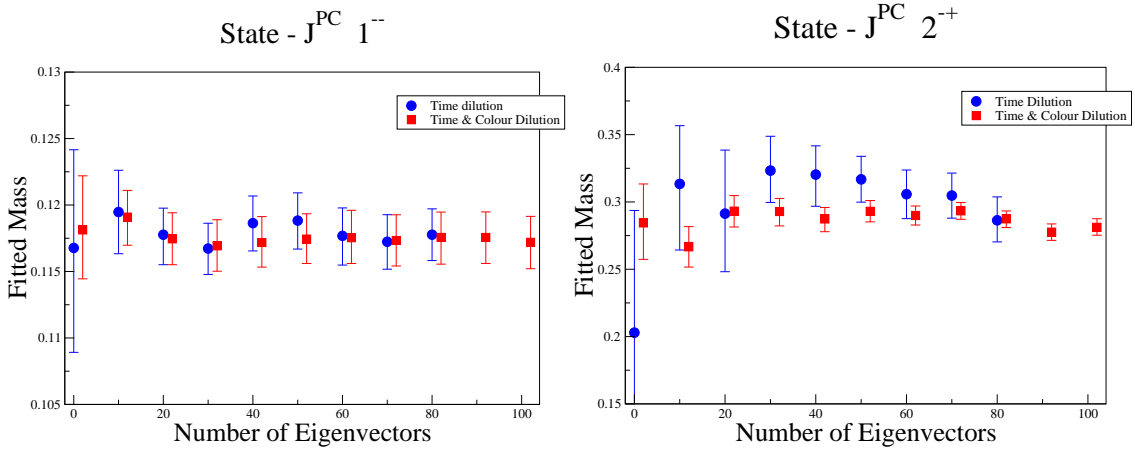 State - J^PC 1^--
0.13
0.125
0.12
0.115
0.11
0.105
Fitted Mass
Time dilution
Time & Colour Dilution
0 20 40 60 80 100
Number of Eigenvectors
State - J^PC 2^-+
0.4
0.35
0.3
0.25
0.2
0.15
Fitted Mass
Time Dilution
Time & Colour Dilution
0 20 40 60 80 100
Number of Eigenvectors